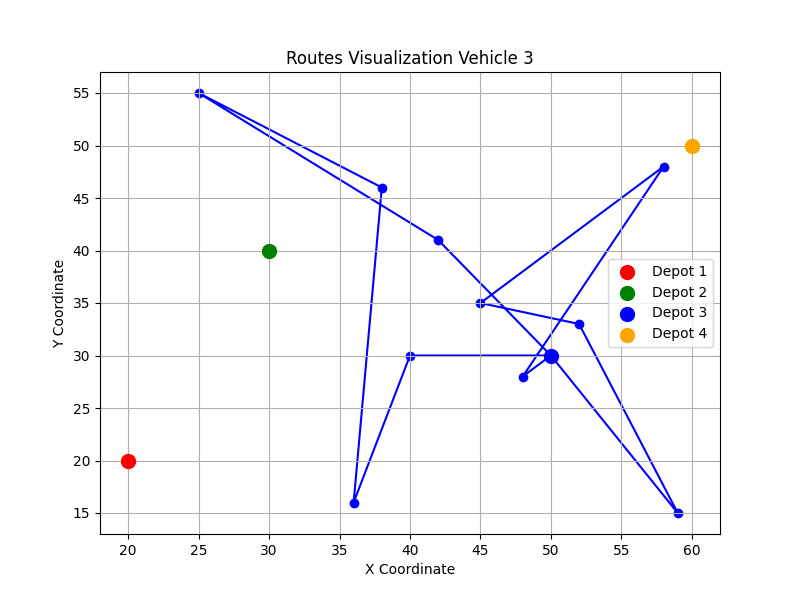 Routes Visualization Vehicle 3
Y Coordinate
55
50
45
40
35
30
25
20
15
Depot 1
Depot 2
Depot 3
Depot 4
20 25 30 35 40 45 50 55 60
X Coordinate